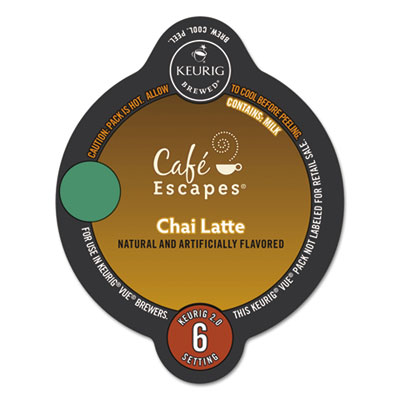 BREW. COOL. PEEL.
KEURIG
BREWED®
CAUTION: PACK IS HOT. ALLOW TO COOL BEFORE PEELING.
CONTAINS: MILK
Café
Escapes®
Chai Latte
NATURAL AND ARTIFICIALLY FLAVORED
FOR USE IN KEURIG® VUE® BREWERS.
THIS KEURIG® VUE® PACK NOT LABELED FOR RETAIL SALE.
KEURIG 2.0
6
SETTING